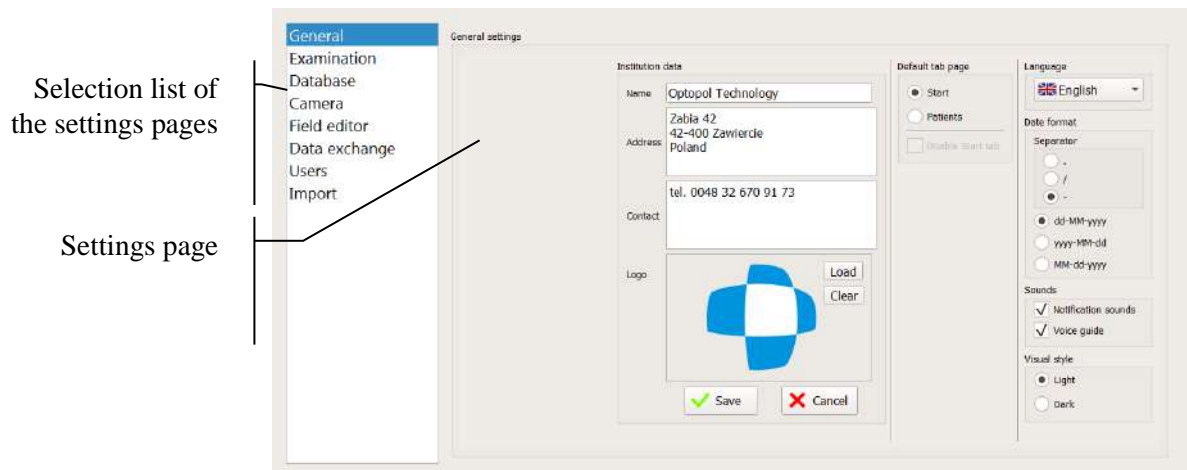 Selection list of
the settings pages
Settings page
General
Examination
Database
Camera
Field editor
Data exchange
Users
Import
General settings
Institution data
Name
Optopol Technology
Address
Zabia 42
42-400 Zawiercie
Poland
Contact
tel. 0048 32 670 91 73
Logo
Load
Clear
Save
Cancel
Default tab page
Start
Patients
Disable Start tab
Language
English
Date format
Separator
.
/
-
dd-MM-yyyy
yyyy-MM-dd
MM-dd-yyyy
Sounds
Notification sounds
Voice guide
Visual style
Light
Dark